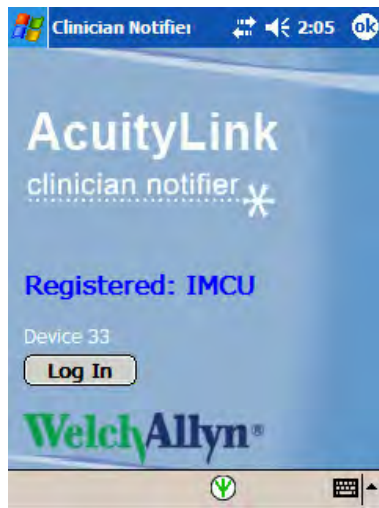 Clinician Notifier 2:05 ok
AcuityLink
clinician notifier
Registered: IMCU
Device 33
Log In
WelchAllyn®